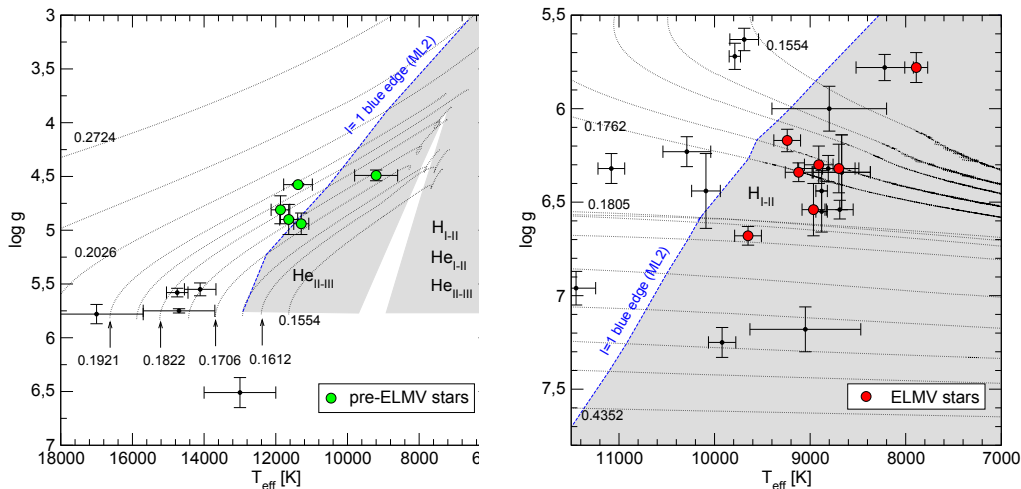 3
3,5
4
4,5
5
5,5
6
6,5
7
log g
18000
16000
14000
12000
10000
8000
T_eff [K]
l= 1 blue edge (ML2)
0.2724
0.2026
0.1921
0.1822
0.1706
0.1612
0.1554
He_II-III
H_I-II
He_I-II
He_II-III
pre-ELMV stars
5,5
6
6,5
7
7,5
log g
11000
10000
9000
8000
7000
T_eff [K]
l=1 blue edge (ML2)
0.1554
0.1762
0.1805
0.4352
H_I-II
ELMV stars